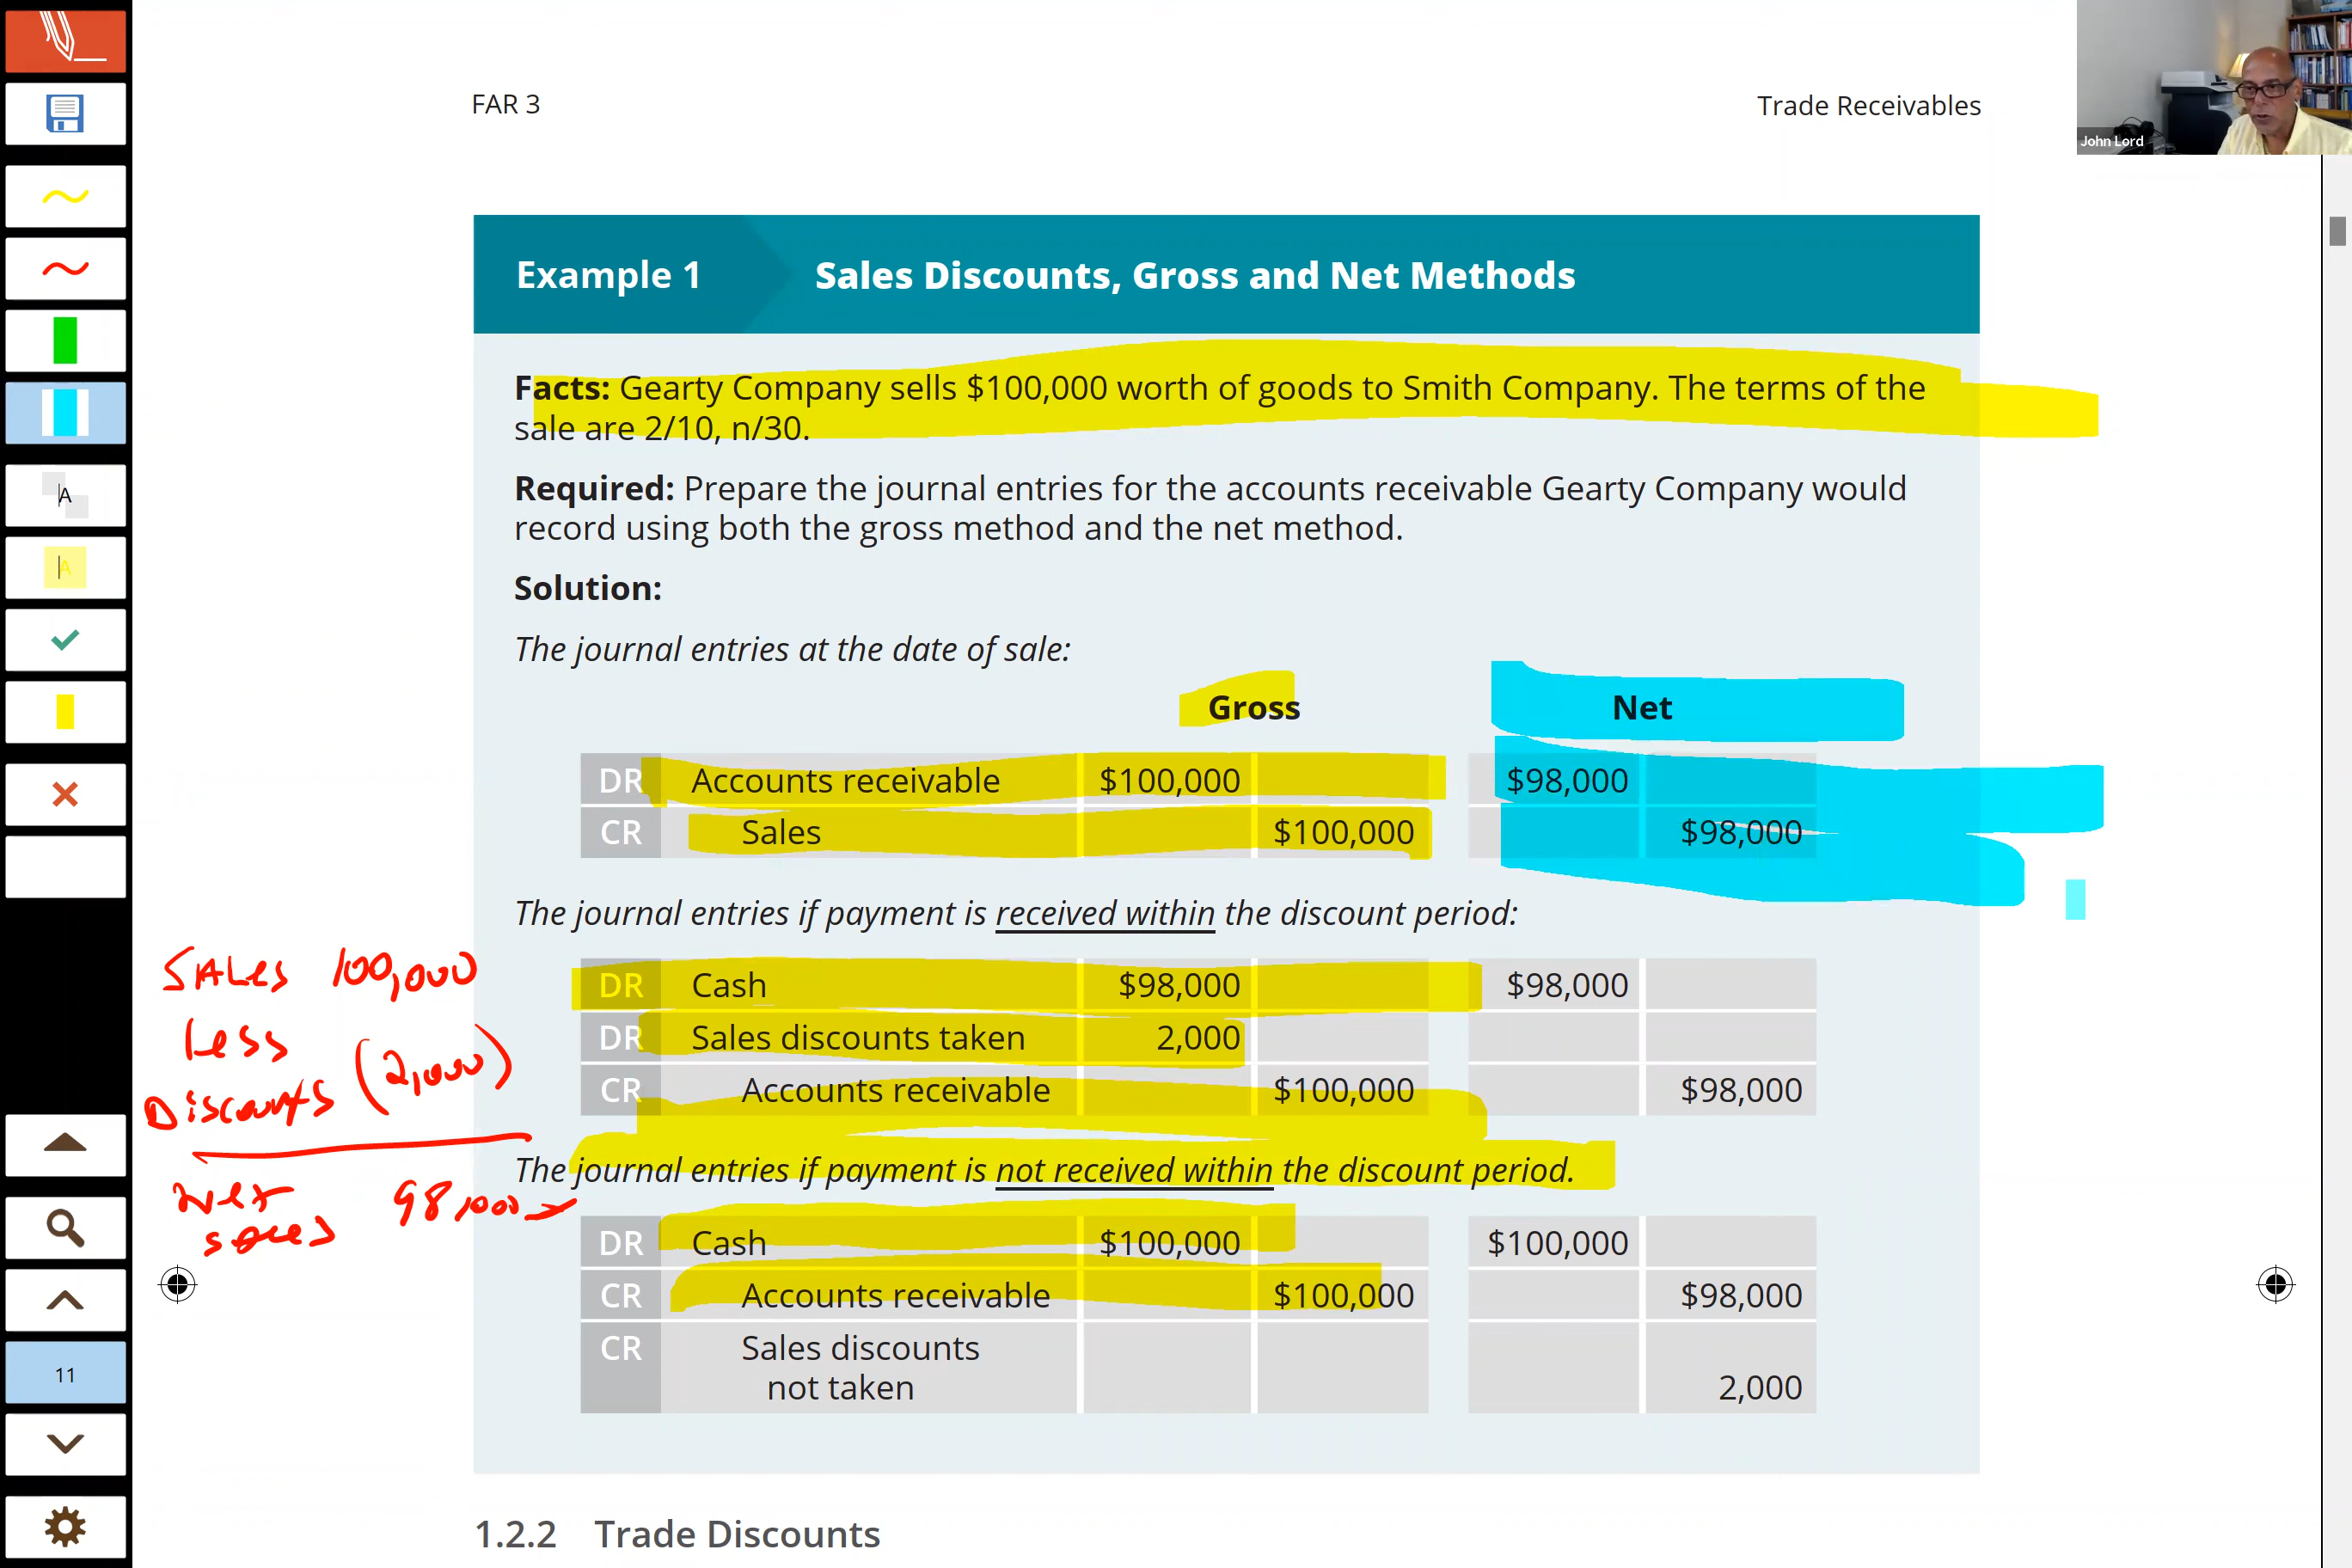 FAR 3
Trade Receivables
John Lord
Example 1 Sales Discounts, Gross and Net Methods
Facts: Gearty Company sells $100,000 worth of goods to Smith Company. The terms of the
sale are 2/10, n/30.
Required: Prepare the journal entries for the accounts receivable Gearty Company would
record using both the gross method and the net method.
Solution:
The journal entries at the date of sale:
Gross Net
DR Accounts receivable $100,000 $98,000
CR Sales $100,000 $98,000
The journal entries if payment is received within the discount period:
DR Cash $98,000 $98,000
DR Sales discounts taken 2,000
CR Accounts receivable $100,000 $98,000
The journal entries if payment is not received within the discount period.
DR Cash $100,000 $100,000
CR Accounts receivable $100,000 $98,000
CR Sales discounts
not taken 2,000
1.2.2 Trade Discounts
SALes 100,000
Less
Discounts (2,000)
Net 98,000
sales
A
A
11